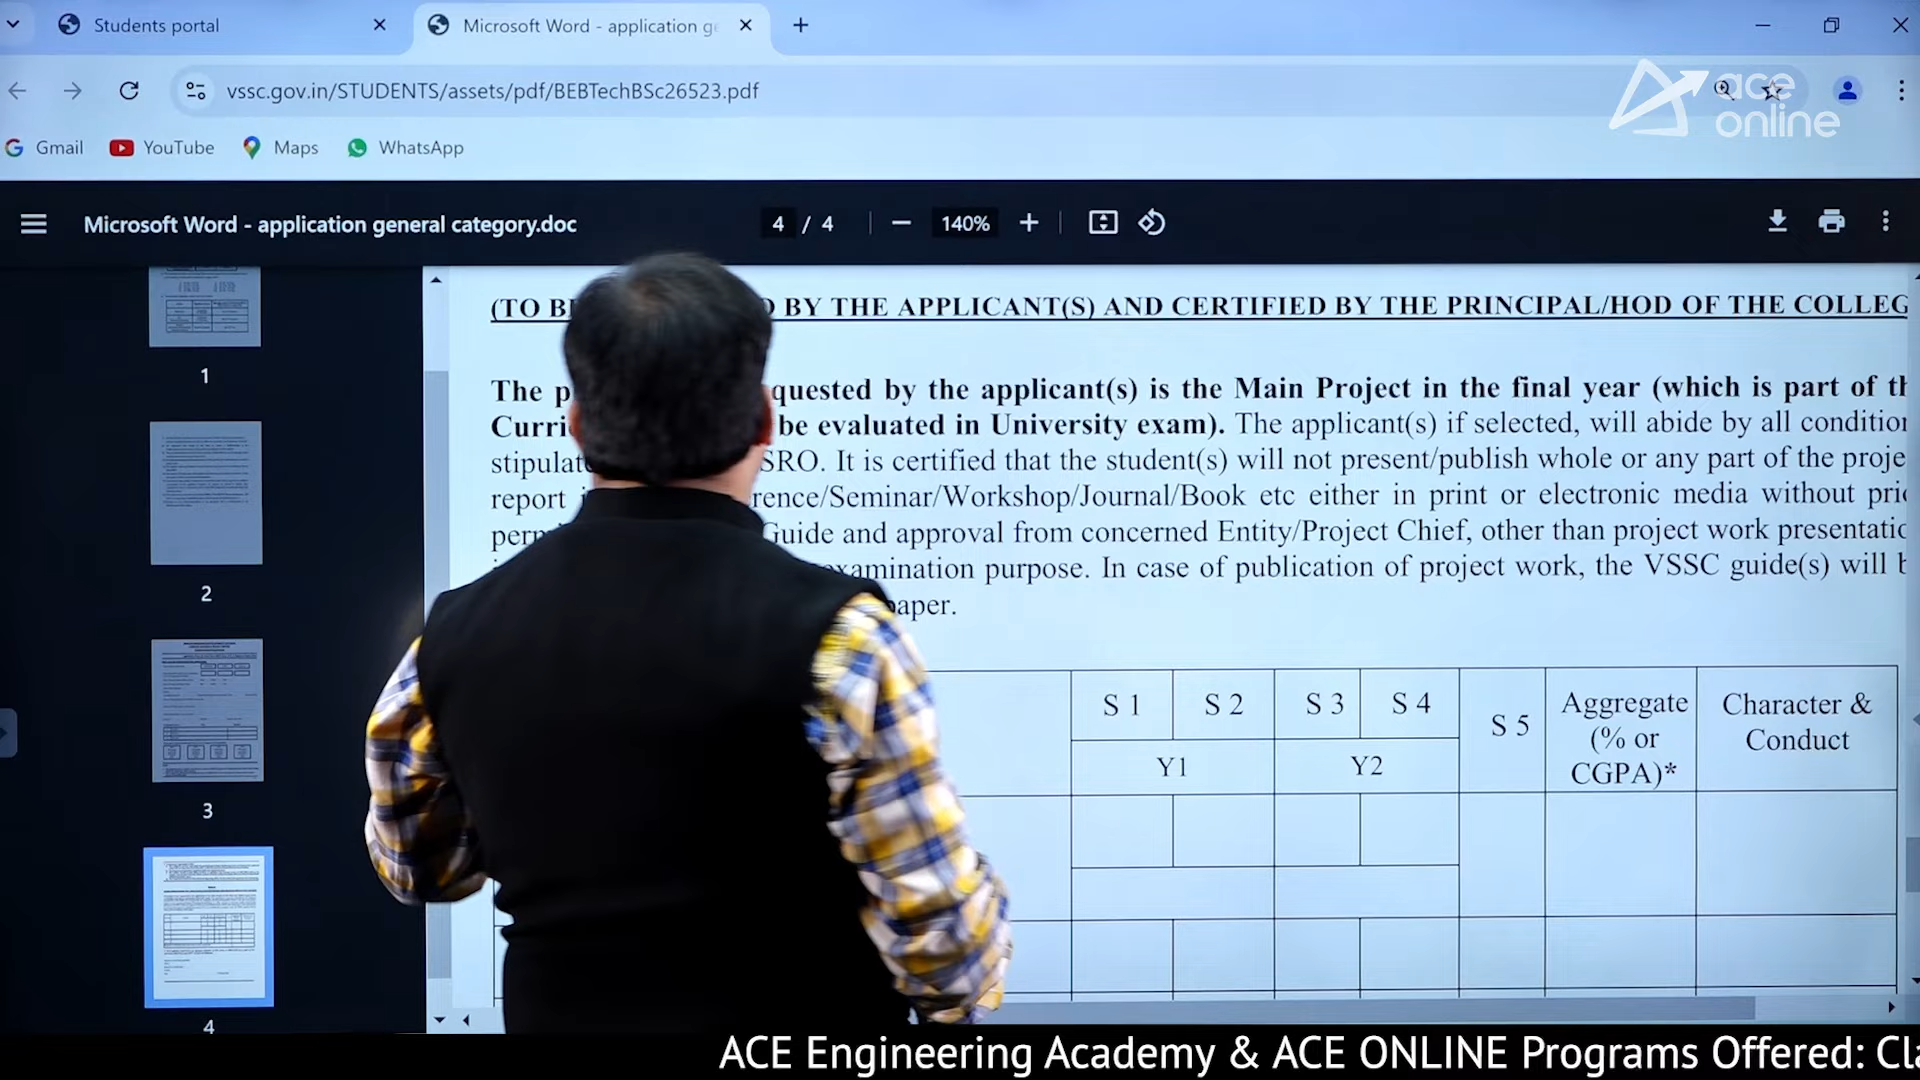 Students portal
Microsoft Word - application ge
ace online
vssc.gov.in/STUDENTS/assets/pdf/BEBTechBSc26523.pdf
Gmail YouTube Maps WhatsApp
Microsoft Word - application general category.doc 4 / 4 140%
(TO BE BY THE APPLICANT(S) AND CERTIFIED BY THE PRINCIPAL/HOD OF THE COLLEG
The p quested by the applicant(s) is the Main Project in the final year (which is part of th
Curri be evaluated in University exam). The applicant(s) if selected, will abide by all condition
stipulat SRO. It is certified that the student(s) will not present/publish whole or any part of the proje
report rence/Seminar/Workshop/Journal/Book etc either in print or electronic media without pri
perm Guide and approval from concerned Entity/Project Chief, other than project work presentatio
examination purpose. In case of publication of project work, the VSSC guide(s) will b
paper.
S 1 S 2 S 3 S 4 S 5 Aggregate (% or CGPA)* Character & Conduct
Y1 Y2
1
2
3
4
ACE Engineering Academy & ACE ONLINE Programs Offered: Cla